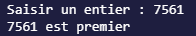 Saisir un entier : 7561
7561 est premier